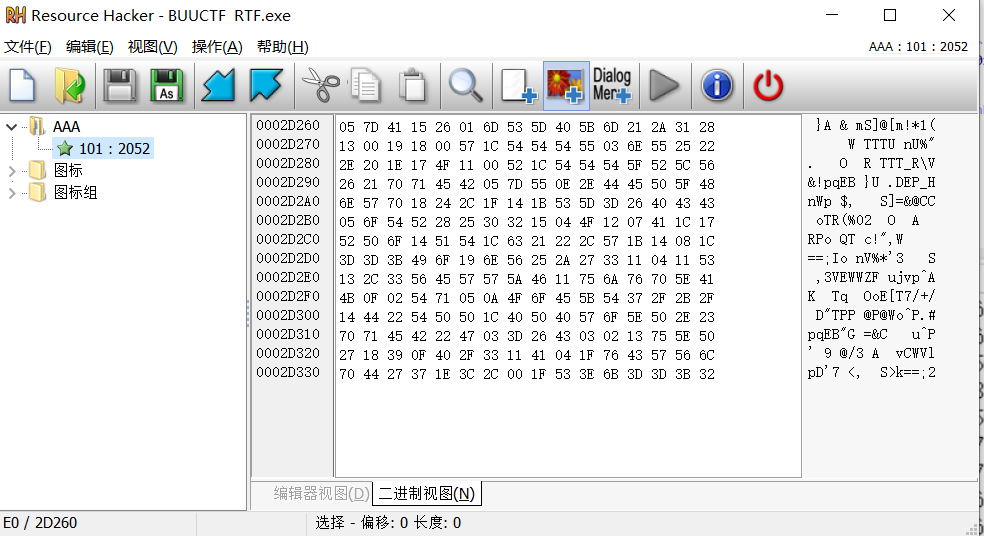 Resource Hacker - BUUCTF  RTF.exe
文件(F) 编辑(E) 视图(V) 操作(A) 帮助(H)
AAA : 101 : 2052
As
Dialog
Men
AAA
101 : 2052
图标
图标组
0002D260 05 7D 41 15 26 01 6D 53 5D 40 5B 6D 21 2A 31 28 }A & mS]@[m!*1(
0002D270 13 00 19 18 00 57 1C 54 54 54 55 03 6E 55 25 22 W TTTU nU%"
0002D280 2E 20 1E 17 4F 11 00 52 1C 54 54 54 5F 52 5C 56 . O R TTT_R\V
0002D290 26 21 70 71 45 42 05 7D 55 0E 2E 44 45 50 5F 48 &!pqEB }U .DEP_H
0002D2A0 6E 57 70 18 24 2C 1F 14 1B 53 5D 3D 26 40 43 43 nWp $, S]=&@CC
0002D2B0 05 6F 54 52 28 25 30 32 15 04 4F 12 07 41 1C 17 oTR(%02 O A
0002D2C0 52 50 6F 14 51 54 1C 63 21 22 2C 57 1B 14 08 1C RPo QT c!",W
0002D2D0 3D 3D 3B 49 6F 19 6E 56 25 2A 27 33 11 04 11 53 ==;Io nV%*'3 S
0002D2E0 13 2C 33 56 45 57 57 5A 46 11 75 6A 76 70 5E 41 ,3VEWWZF ujvp^A
0002D2F0 4B 0F 02 54 71 05 0A 4F 6F 45 5B 54 37 2F 2B 2F K Tq OoE[T7/+/
0002D300 14 44 22 54 50 50 1C 40 50 40 57 6F 5E 50 2E 23 D"TPP @P@Wo^P.#
0002D310 70 71 45 42 22 47 03 3D 26 43 03 02 13 75 5E 50 pqEB"G =&C u^P
0002D320 27 18 39 0F 40 2F 33 11 41 04 1F 76 43 57 56 6C ' 9 @/3 A vCWVl
0002D330 70 44 27 37 1E 3C 2C 00 1F 53 3E 6B 3D 3D 3B 32 pD'7 <, S>k==;2
编辑器视图(D) 二进制视图(N)
E0 / 2D260 选择 - 偏移: 0 长度: 0